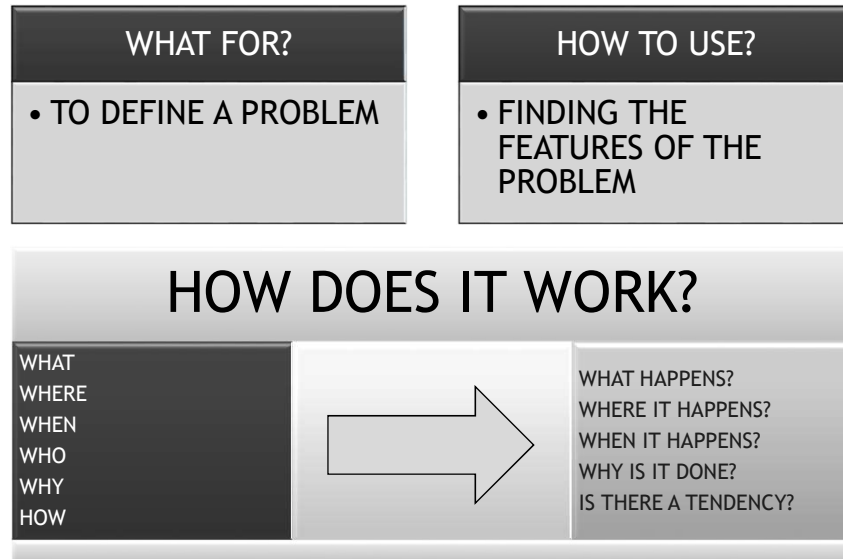 WHAT FOR?
• TO DEFINE A PROBLEM
HOW TO USE?
• FINDING THE
FEATURES OF THE
PROBLEM
HOW DOES IT WORK?
WHAT
WHERE
WHEN
WHO
WHY
HOW
WHAT HAPPENS?
WHERE IT HAPPENS?
WHEN IT HAPPENS?
WHY IS IT DONE?
IS THERE A TENDENCY?